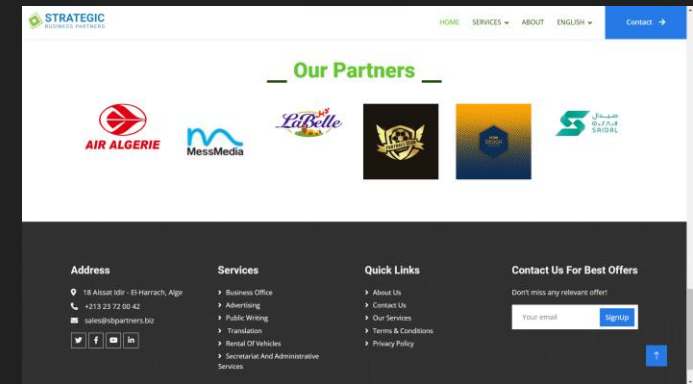 STRATEGIC
BUSINESS PARTNERS
HOME SERVICES ABOUT ENGLISH Contact
Our Partners
AIR ALGERIE
MessMedia
LaBelle
صيدال
SAIDAL
Address
18 Aissat Idir - El-Harrach, Alge
+213 23 72 00 42
sales@sbpartners.biz
Services
Business Office
Advertising
Public Writing
Translation
Rental Of Vehicles
Secretariat And Administrative
Services
Quick Links
About Us
Contact Us
Our Services
Terms & Conditions
Privacy Policy
Contact Us For Best Offers
Don't miss any relevant offer!
Your email SignUp